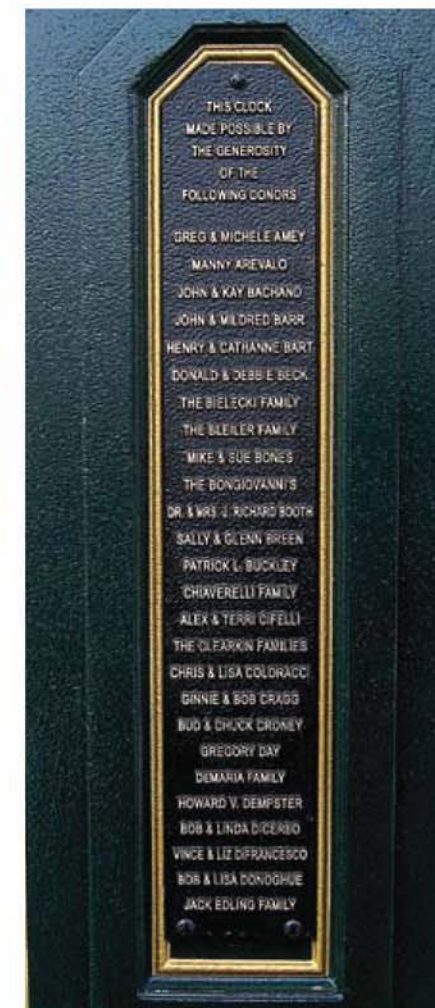 THIS CLOCK
MADE POSSIBLE BY
THE GENEROSITY
OF THE
FOLLOWING DONORS
GREG & MICHELE AMEY
MANNY AREVALO
JOHN & KAY BACHAND
JOHN & MILDRED BARR
HENRY & CATHANNE BART
DONALD & DEBBIE BECK
THE BIELECKI FAMILY
THE BLEILER FAMILY
MIKE & SUE BONES
THE BONGIOVANNI'S
DR. & MRS. J. RICHARD BOOTH
SALLY & GLENN BREEN
PATRICK L. BUCKLEY
CHIAVERELLI FAMILY
ALEX & TERRI CIFELLI
THE CLEARKIN FAMILIES
CHRIS & LISA COLORACCI
GINNIE & BOB CRAGG
BUD & CHUCK CRONEY
GREGORY DAY
DEMARIA FAMILY
HOWARD V. DEMPSTER
BOB & LINDA DICERBO
VINCE & LIZ DIFRANCESCO
BOB & LISA DONOGHUE
JACK EDLING FAMILY